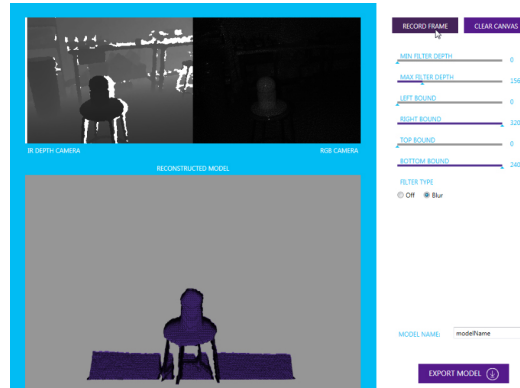 RECORD FRAME
CLEAR CANVAS
MIN FILTER DEPTH
0
MAX FILTER DEPTH
156
LEFT BOUND
0
RIGHT BOUND
320
TOP BOUND
0
BOTTOM BOUND
240
FILTER TYPE
Off
Blur
IR DEPTH CAMERA
RGB CAMERA
RECONSTRUCTED MODEL
MODEL NAME:
modelName
EXPORT MODEL